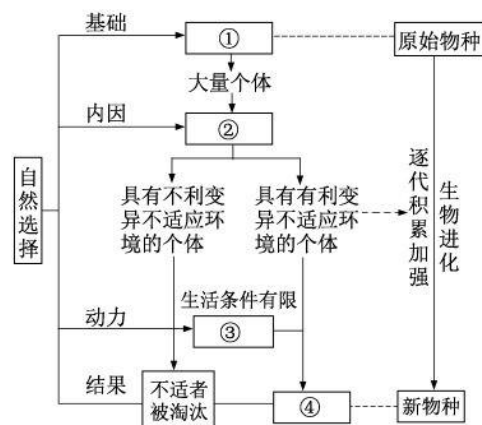 基础
①
原始物种
大量个体
内因
②
自然选择
具有不利变
异不适应环
境的个体
具有有利变
异不适应环
境的个体
逐代积累加强
生物进化
生活条件有限
动力
③
结果
不适者
被淘汰
④
新物种